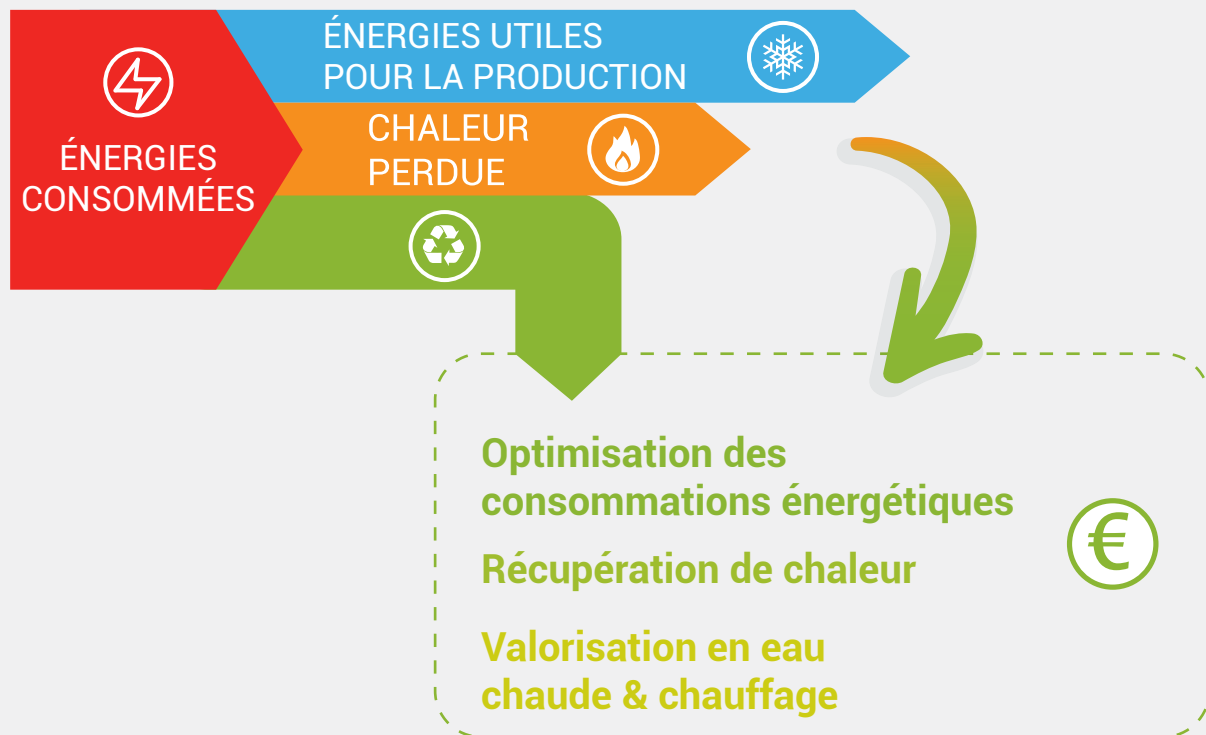 ÉNERGIES UTILES
POUR LA PRODUCTION
CHALEUR
PERDUE
ÉNERGIES
CONSOMMÉES
Optimisation des
consommations énergétiques
€
Récupération de chaleur
Valorisation en eau
chaude & chauffage